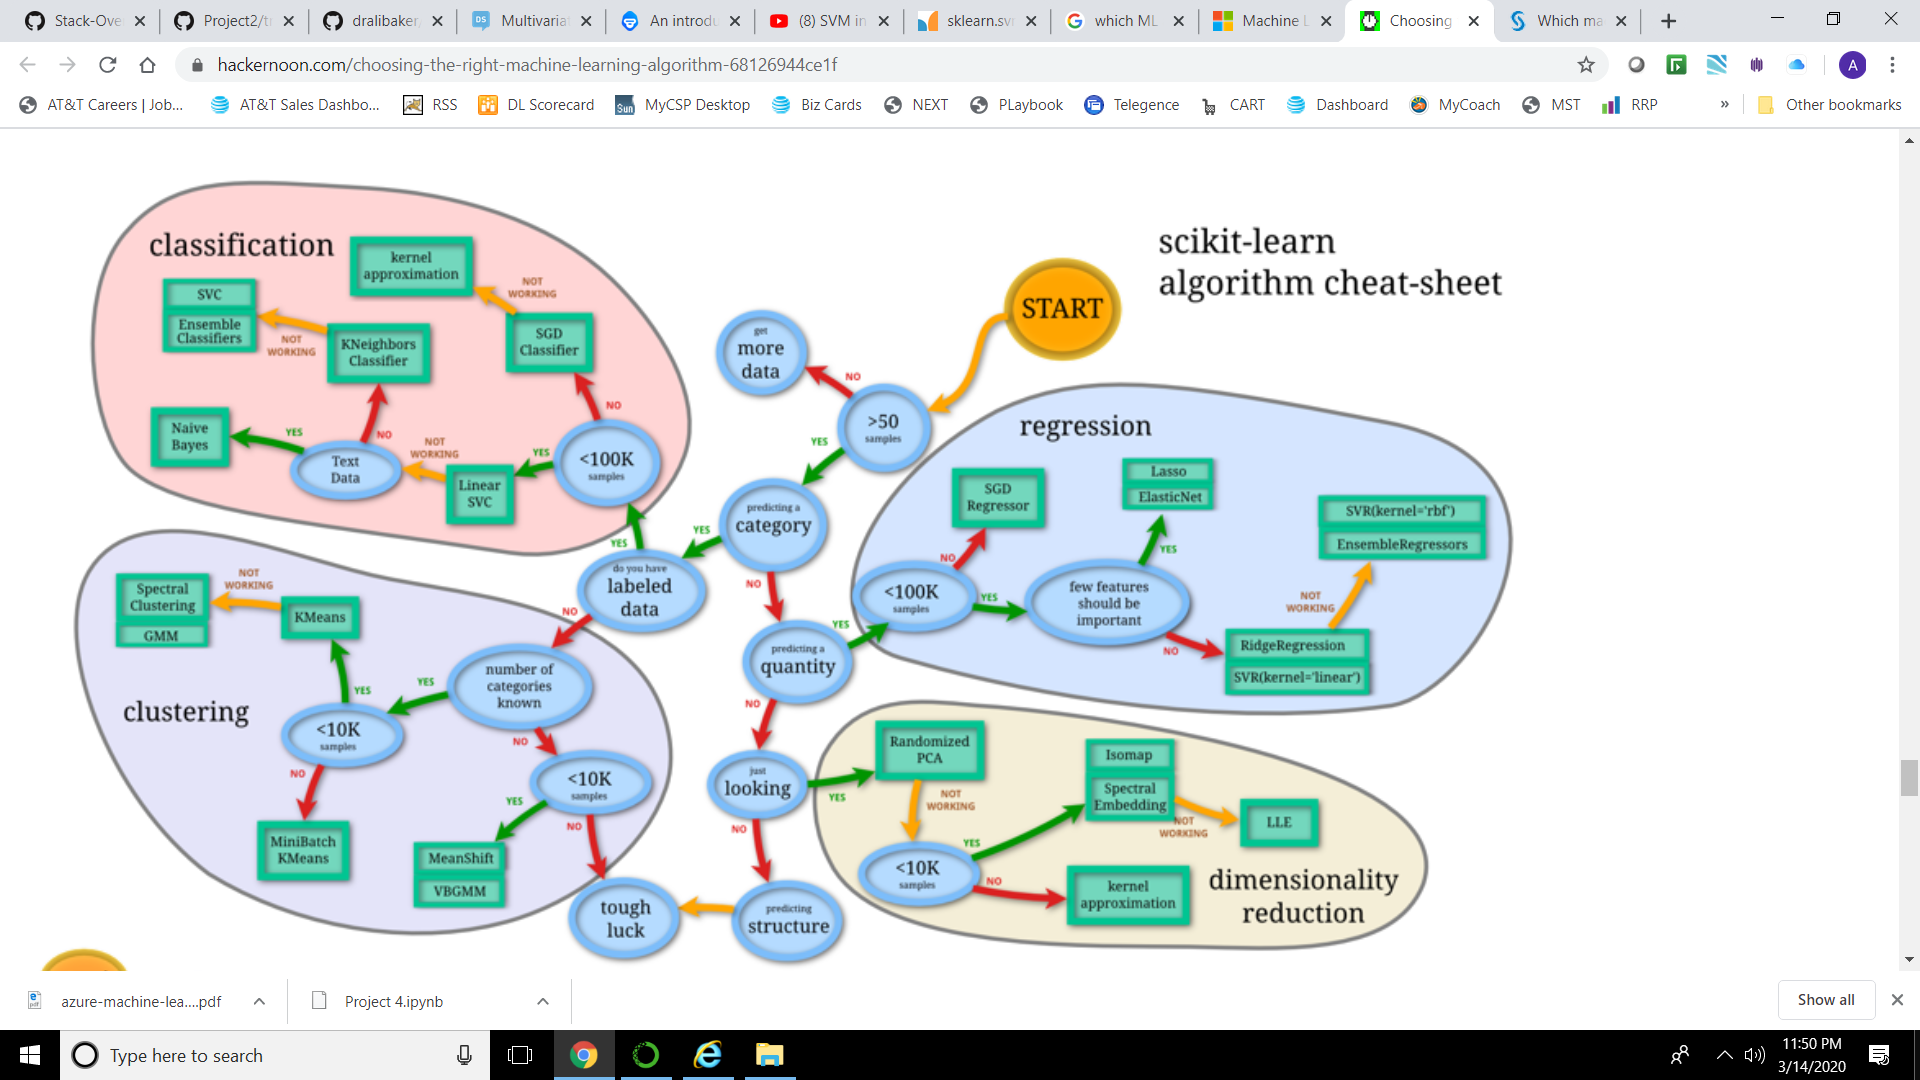 Stack-Ove
Project2/t
dralibaker
Multivaria
An introdu
(8) SVM in
sklearn.sv
which ML
Machine L
Choosing
Which ma
hackernoon.com/choosing-the-right-machine-learning-algorithm-68126944ce1f
A
AT&T Careers | Job...
AT&T Sales Dashbo...
RSS
DL Scorecard
MyCSP Desktop
Biz Cards
NEXT
PLaybook
Telegence
CART
Dashboard
MyCoach
MST
RRP
»
Other bookmarks
scikit-learn
algorithm cheat-sheet
START
get
more
data
NO
>50
samples
YES
predicting a
category
YES
NO
do you have
labeled
data
YES
NO
predicting a
quantity
YES
NO
just
looking
YES
NO
predicting
structure
tough
luck
classification
kernel
approximation
NOT
WORKING
SVC
Ensemble
Classifiers
NOT
WORKING
KNeighbors
Classifier
SGD
Classifier
NO
Naive
Bayes
YES
Text
Data
NO
NOT
WORKING
Linear
SVC
YES
<100K
samples
clustering
Spectral
Clustering
GMM
NOT
WORKING
KMeans
YES
number of
categories
known
YES
NO
<10K
samples
NO
MiniBatch
KMeans
<10K
samples
YES
NO
MeanShift
VBGMM
regression
SGD
Regressor
NO
<100K
samples
YES
few features
should be
important
YES
NO
Lasso
ElasticNet
SVR(kernel='rbf')
EnsembleRegressors
NOT
WORKING
RidgeRegression
SVR(kernel='linear')
dimensionality
reduction
Randomized
PCA
NOT
WORKING
<10K
samples
YES
NO
Isomap
Spectral
Embedding
NOT
WORKING
LLE
kernel
approximation
azure-machine-lea....pdf
Project 4.ipynb
Show all
Type here to search
11:50 PM
3/14/2020